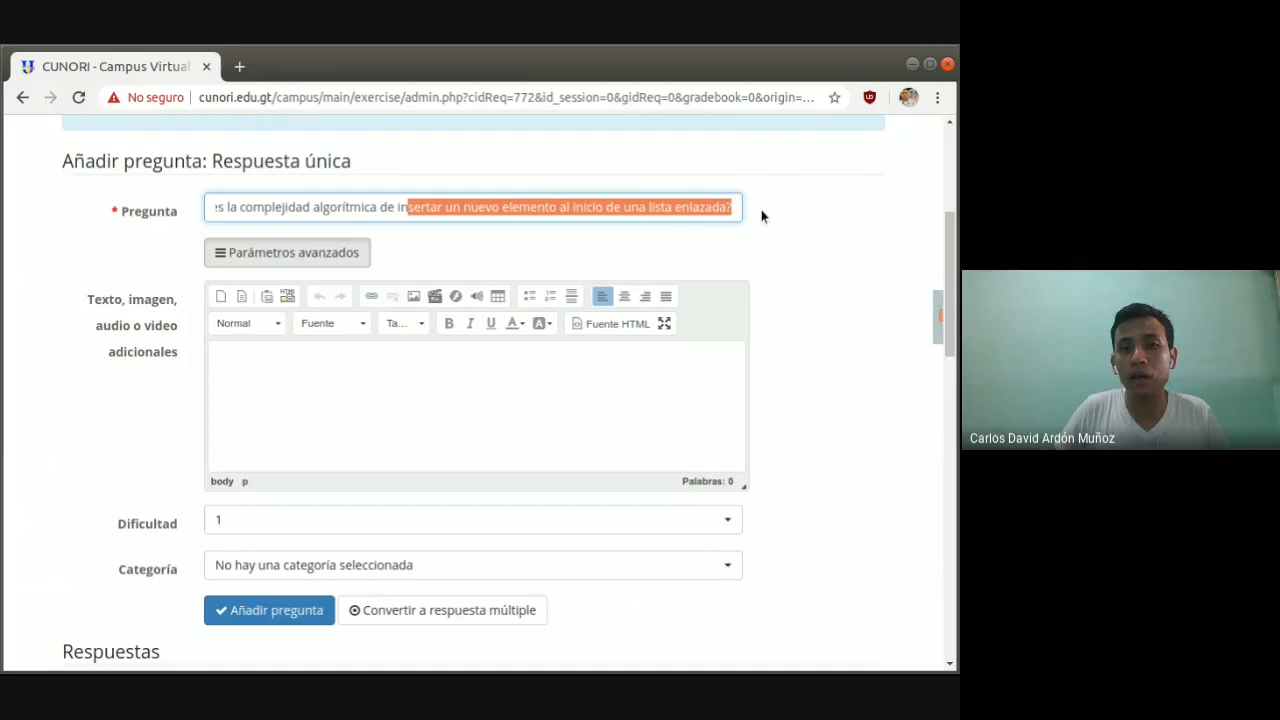 CUNORI - Campus Virtual
No seguro
cunori.edu.gt/campus/main/exercise/admin.php?cidReq=772&id_session=0&gidReq=0&gradebook=0&origin=...
Añadir pregunta: Respuesta única
* Pregunta
es la complejidad algorítmica de insertar un nuevo elemento al inicio de una lista enlazada?
Parámetros avanzados
Texto, imagen,
audio o video
adicionales
Normal
Fuente
Ta...
B I U A A
Fuente HTML
body p
Palabras: 0
Dificultad
1
Categoría
No hay una categoría seleccionada
Añadir pregunta
Convertir a respuesta múltiple
Respuestas
Carlos David Ardón Muñoz